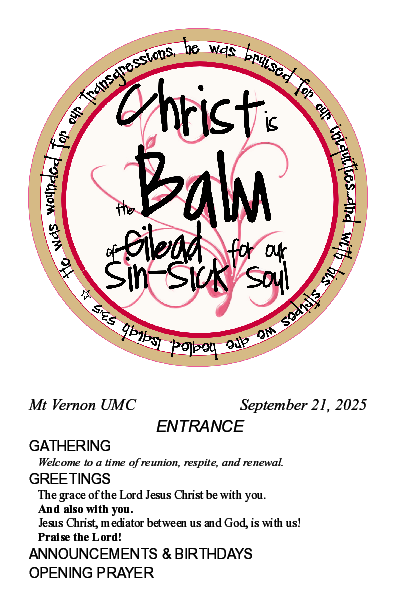 He was wounded for our transgressions, he was bruised for our iniquities and with his stripes we are healed Isaiah 53:5
Christ is
the Balm
of Gilead for our
Sin-Sick Soul
Mt Vernon UMC September 21, 2025
ENTRANCE
GATHERING
Welcome to a time of reunion, respite, and renewal.
GREETINGS
The grace of the Lord Jesus Christ be with you.
And also with you.
Jesus Christ, mediator between us and God, is with us!
Praise the Lord!
ANNOUNCEMENTS & BIRTHDAYS
OPENING PRAYER